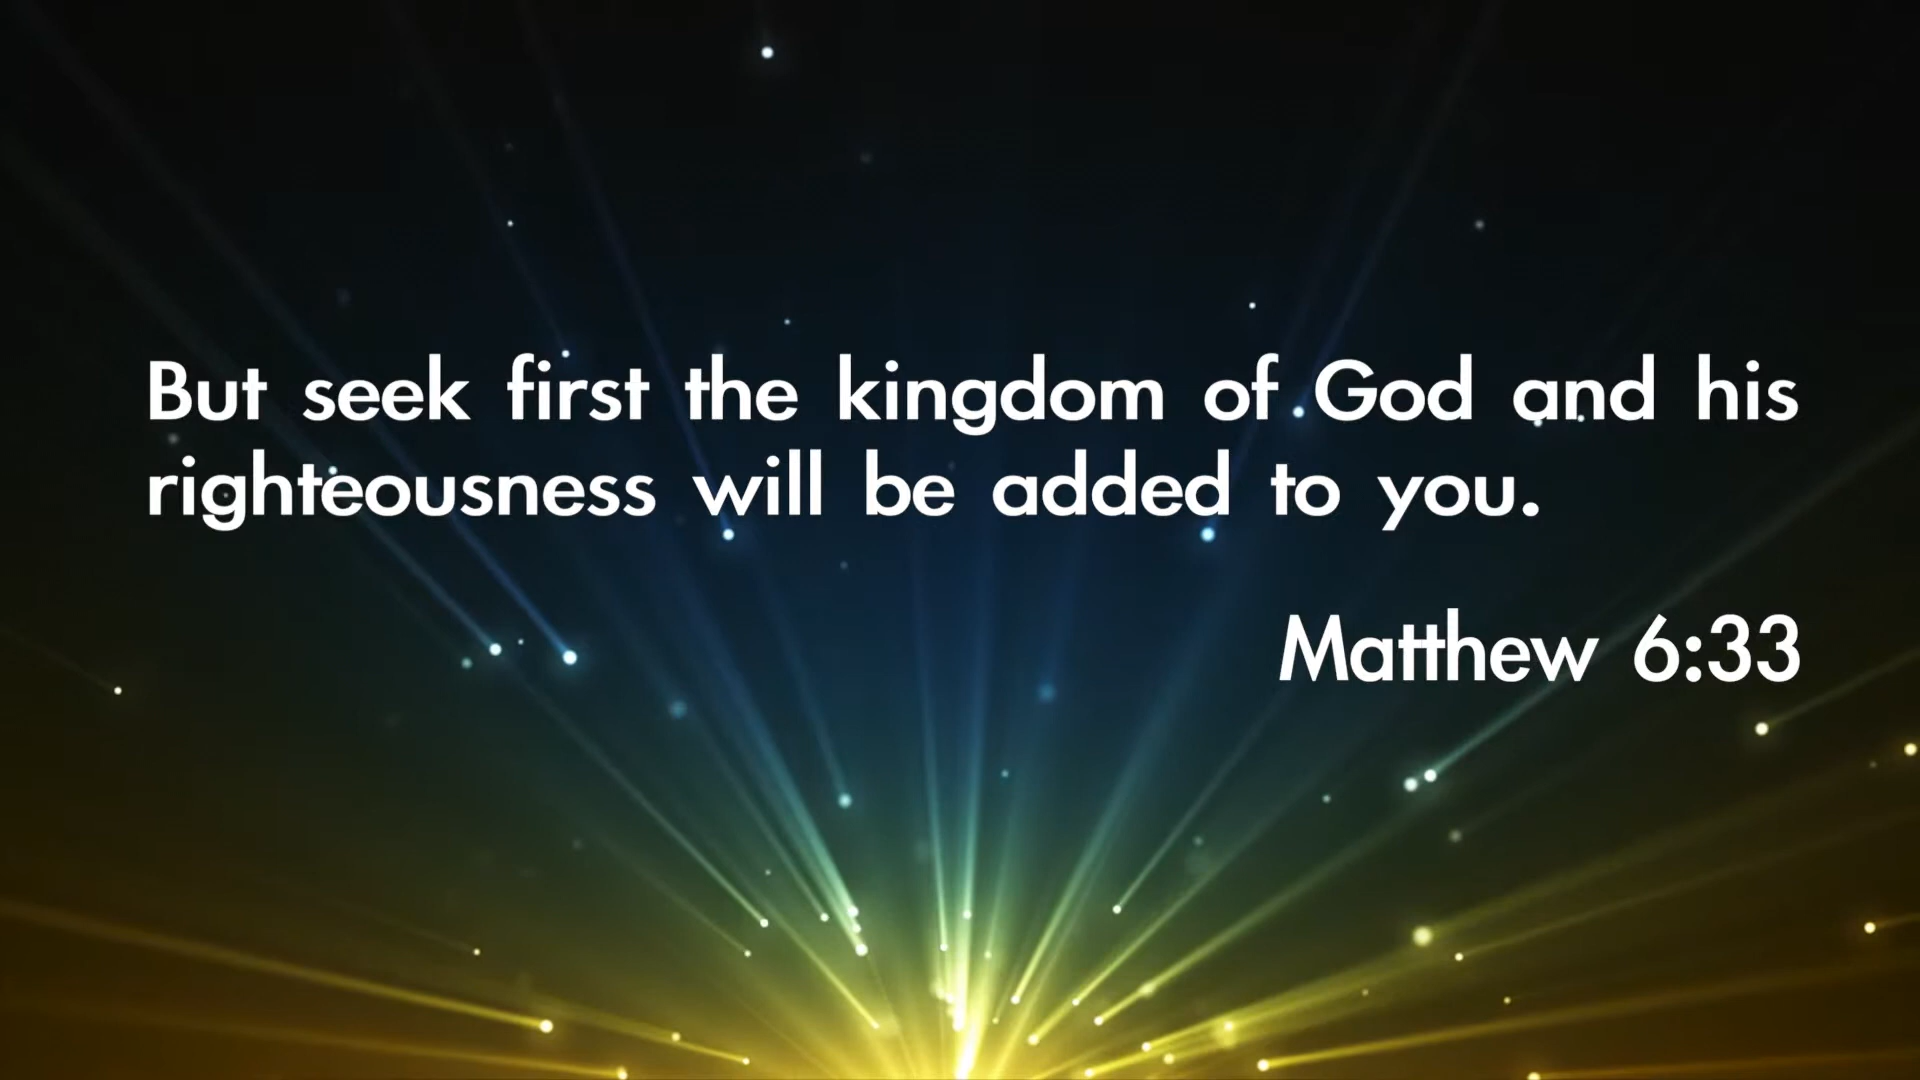 But seek first the kingdom of God and his
righteousness will be added to you.
Matthew 6:33